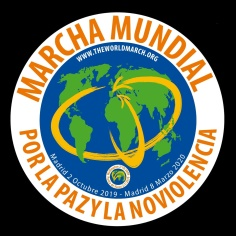 MARCHA MUNDIAL
WWW.THEWORLDMARCH.ORG
Madrid 2 Octubre 2019 - Madrid 8 Marzo 2020
POR LA PAZ Y LA NOVIOLENCIA